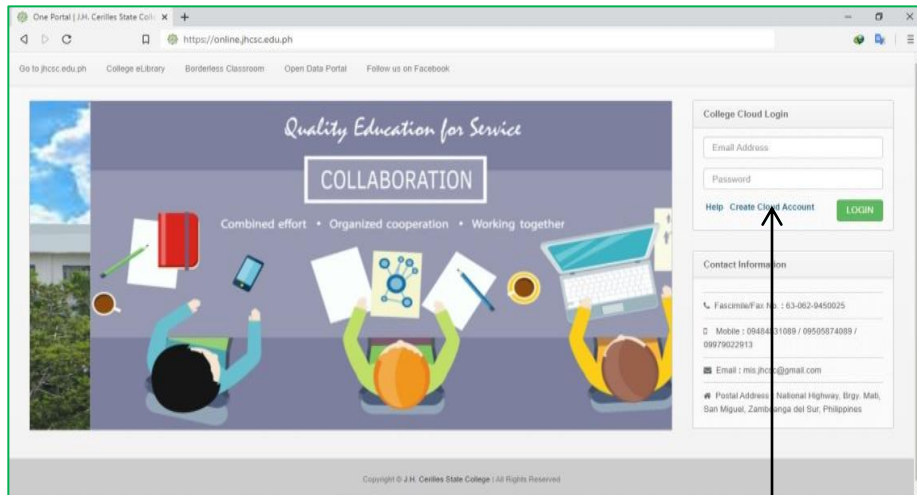 One Portal | J.H. Cerilles State Coll
https://online.jhcsc.edu.ph
Go to jhcsc.edu.ph College eLibrary Borderless Classroom Open Data Portal Follow us on Facebook
Quality Education for Service
COLLABORATION
Combined effort • Organized cooperation • Working together
College Cloud Login
Email Address
Password
Help Create Cloud Account LOGIN
Contact Information
Fascimile/Fax No. : 63-062-9450025
Mobile : 09484 31089 / 09505874089 /
09979022913
Email : mis.jhcsc@gmail.com
Postal Address : National Highway, Brgy. Mati,
San Miguel, Zamboanga del Sur, Philippines
Copyright © J.H. Cerilles State College | All Rights Reserved